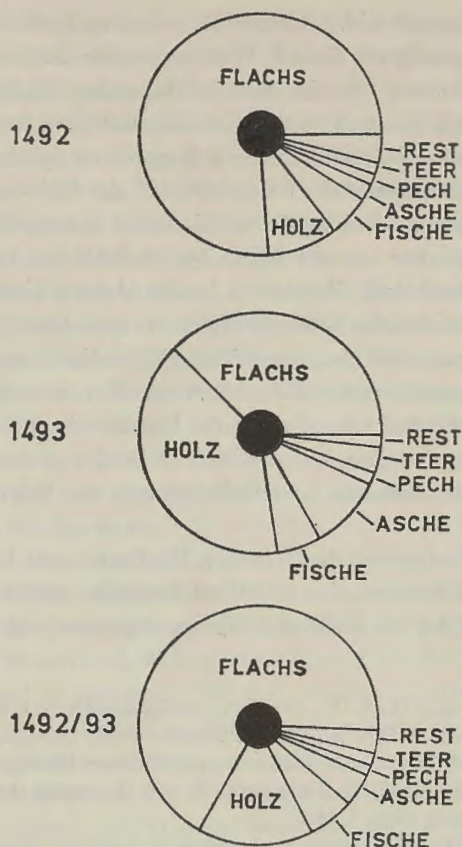 FLACHS
1492
REST
TEER
PECH
ASCHE
FISCHE
HOLZ
FLACHS
1493
HOLZ
REST
TEER
PECH
ASCHE
FISCHE
FLACHS
1492/93
REST
TEER
PECH
ASCHE
HOLZ
FISCHE